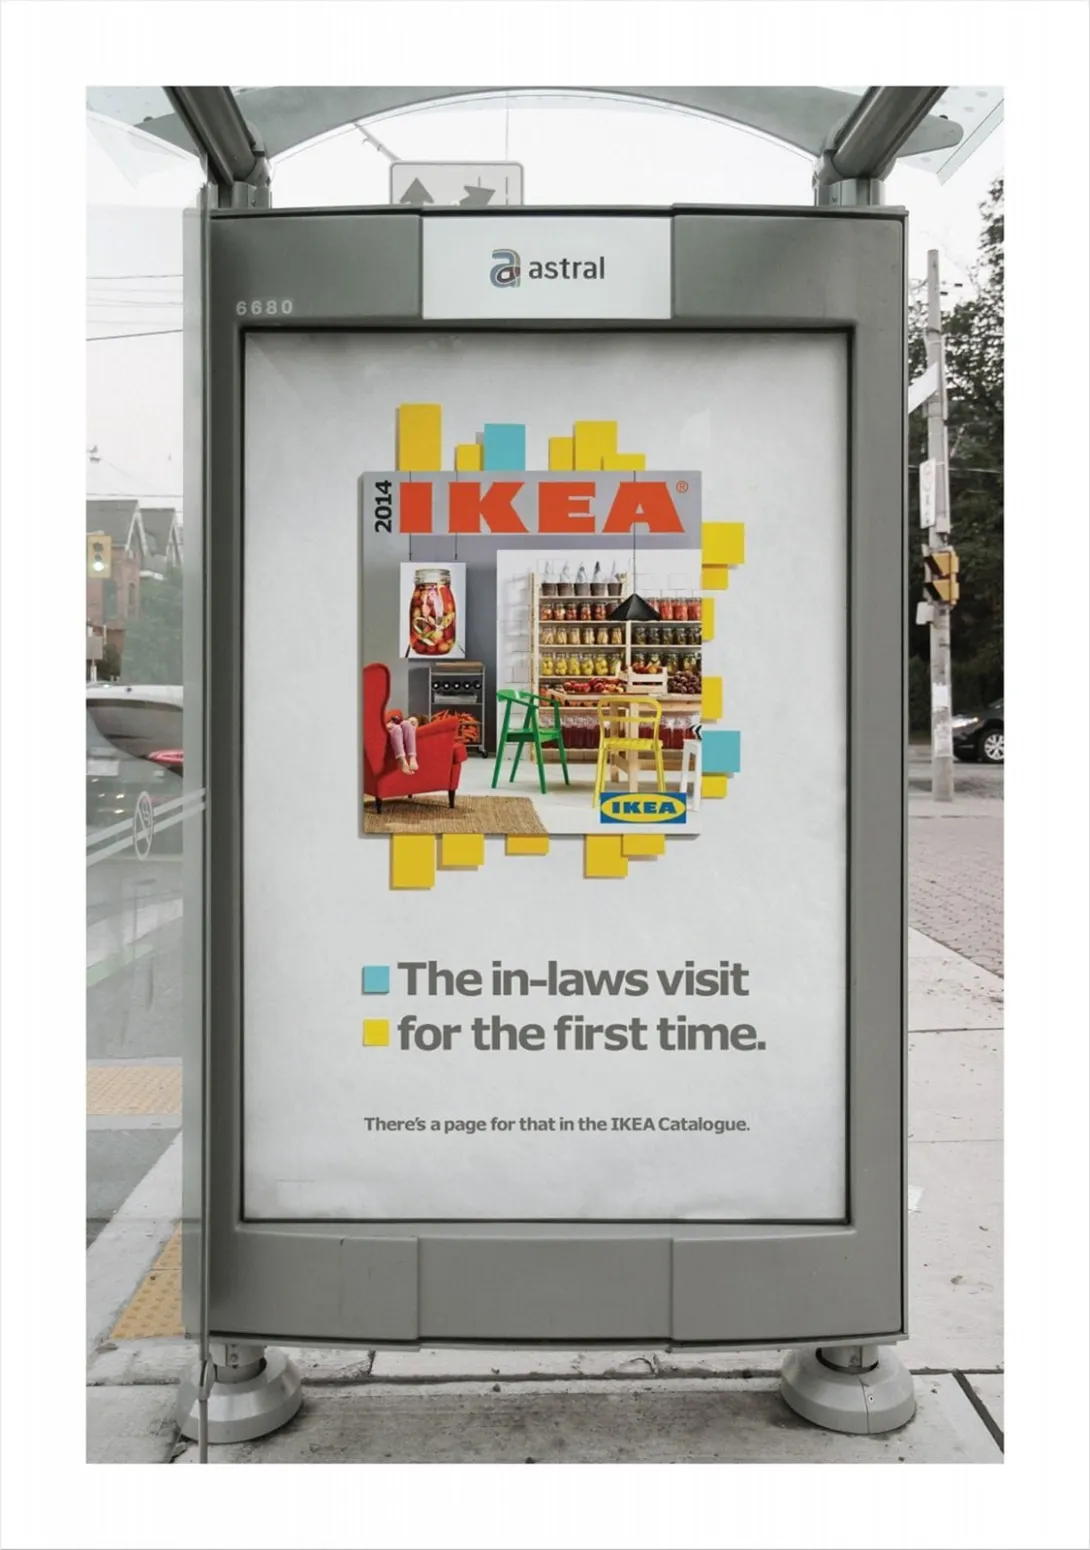 astral
6680
2014
IKEA®
IKEA
The in-laws visit
for the first time.
There's a page for that in the IKEA Catalogue.